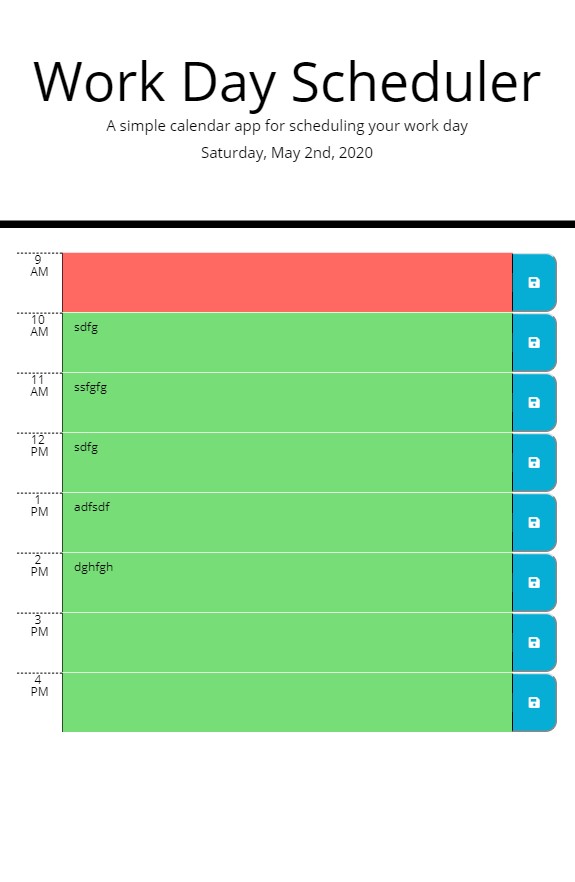 Work Day Scheduler
A simple calendar app for scheduling your work day
Saturday, May 2nd, 2020
9
AM
10
AM
sdfg
11
AM
ssfgfg
12
PM
sdfg
1
PM
adfsdf
2
PM
dghfgh
3
PM
4
PM